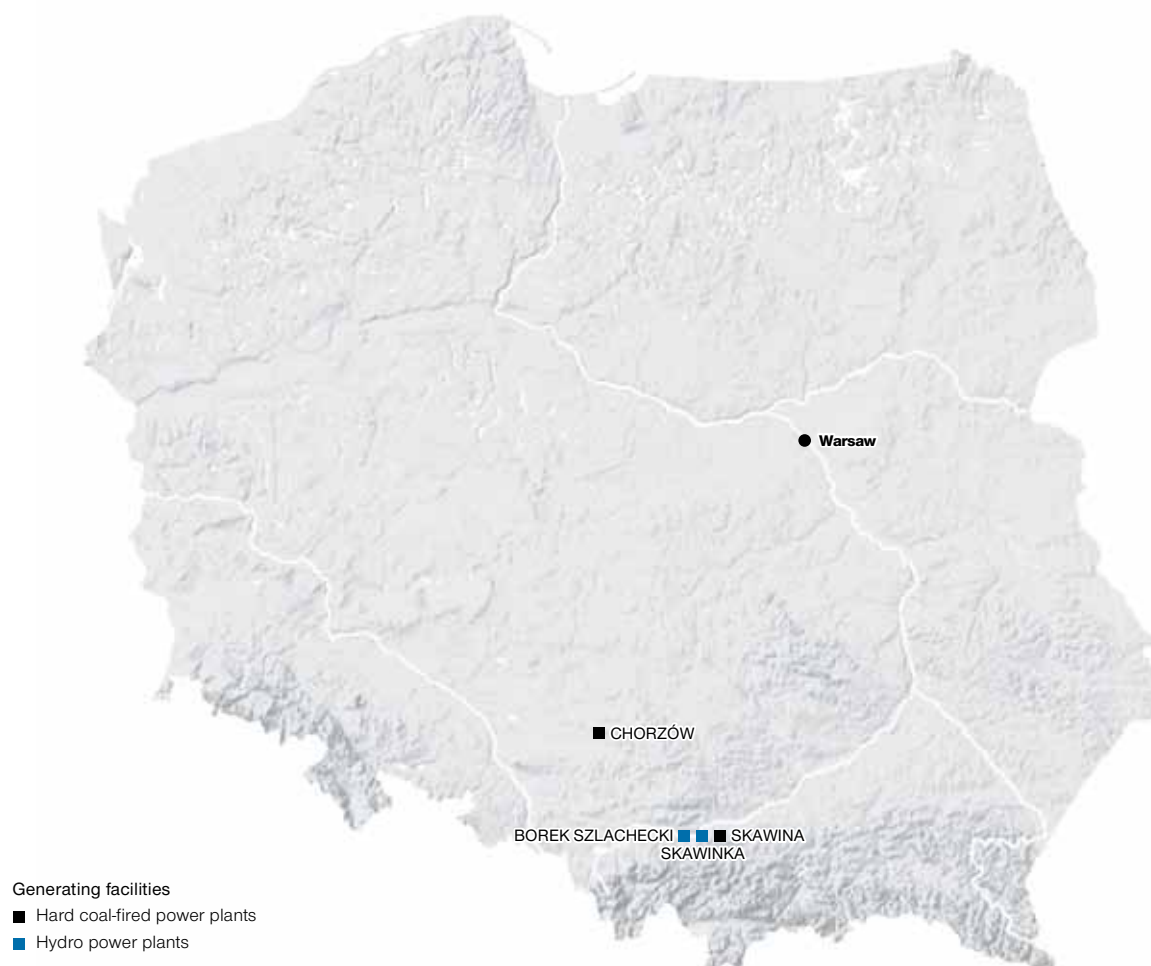 Warsaw
CHORZÓW
BOREK SZLACHECKI
SKAWINA
SKAWINKA
Generating facilities
Hard coal-fired power plants
Hydro power plants